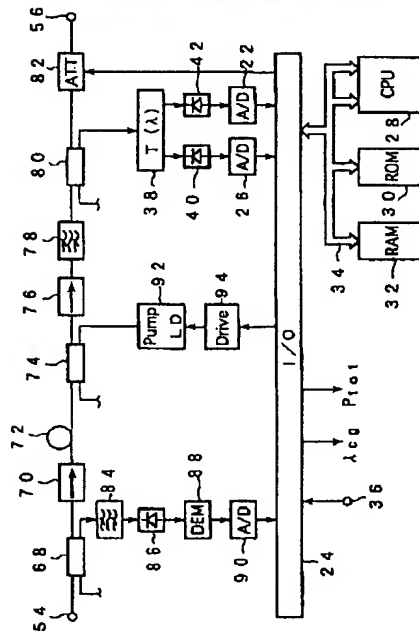 54
68
70
72
74
76
78
80
82
ATT
56
84
86
DEM
88
A/D
90
Pump
LD
92
Drive
94
T (λ)
38
40
42
A/D
26
A/D
22
I/O
24
36
λcg
Ptot
34
RAM
32
ROM
30
CPU
28